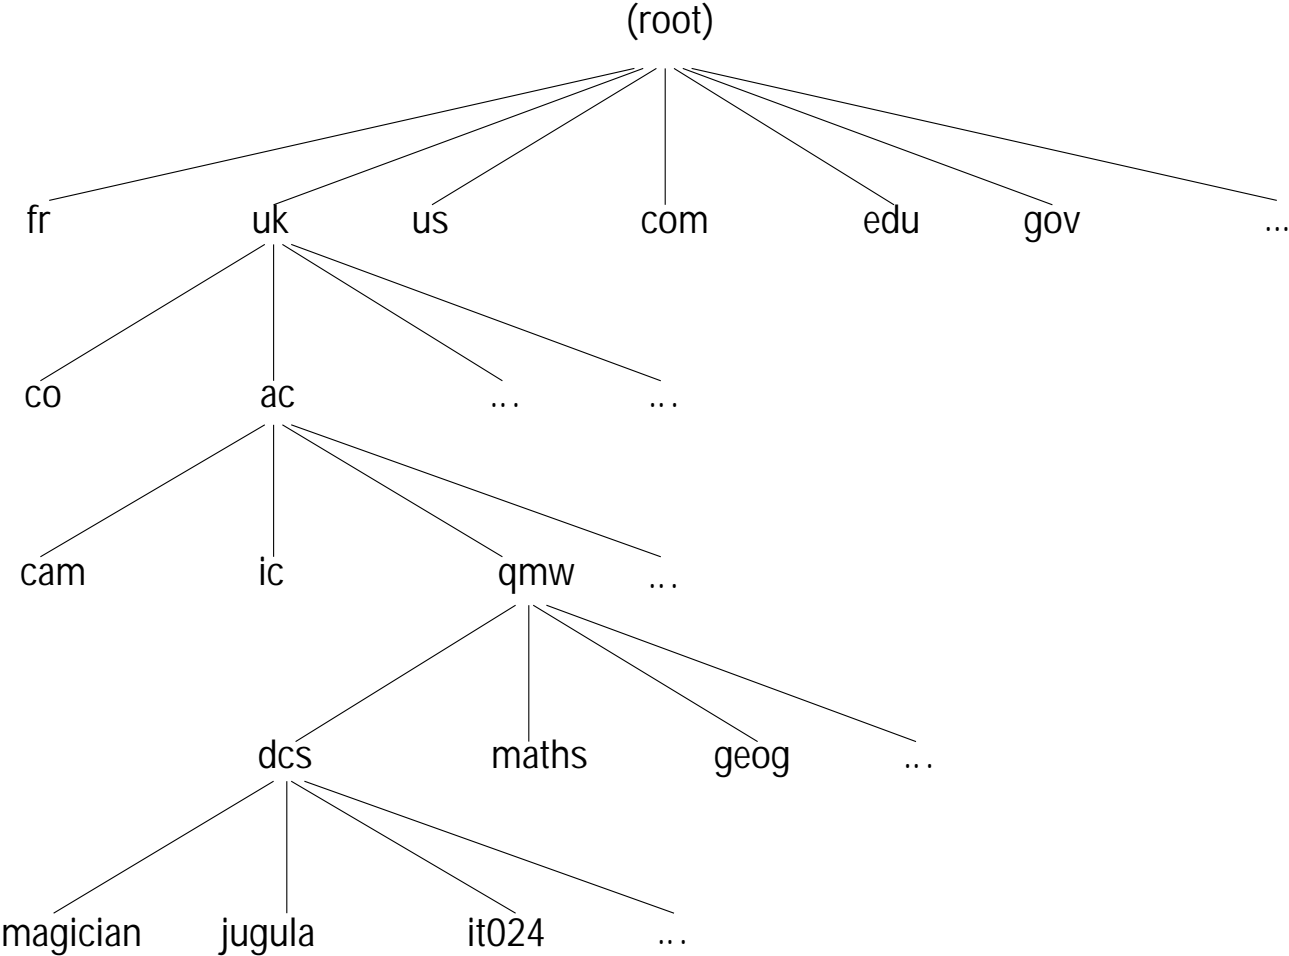 (root)
fr uk us com edu gov ...
co ac ... ...
cam ic qmw ...
dcs maths geog ...
magician jugula it024 ...